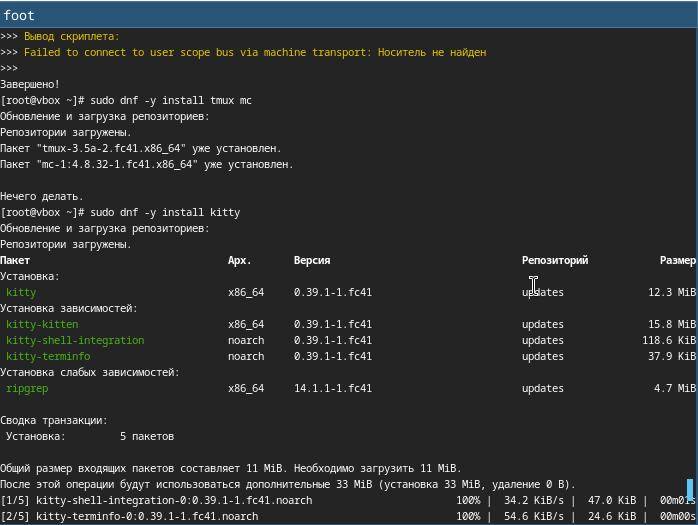 foot
>>> Вывод скриплета:
>>> Failed to connect to user scope bus via machine transport: Носитель не найден
>>>
Завершено!
[root@vbox ~]# sudo dnf -y install tmux mc
Обновление и загрузка репозиториев:
Репозитории загружены.
Пакет "tmux-3.5a-2.fc41.x86_64" уже установлен.
Пакет "mc-1:4.8.32-1.fc41.x86_64" уже установлен.
Нечего делать.
[root@vbox ~]# sudo dnf -y install kitty
Обновление и загрузка репозиториев:
Репозитории загружены.
Пакет Арх. Версия Репозиторий Размер
Установка:
kitty x86_64 0.39.1-1.fc41 updates 12.3 MiB
Установка зависимостей:
kitty-kitten x86_64 0.39.1-1.fc41 updates 15.8 MiB
kitty-shell-integration noarch 0.39.1-1.fc41 updates 118.6 KiB
kitty-terminfo noarch 0.39.1-1.fc41 updates 37.9 KiB
Установка слабых зависимостей:
ripgrep x86_64 14.1.1-1.fc41 updates 4.7 MiB
Сводка транзакции:
Установка: 5 пакетов
Общий размер входящих пакетов составляет 11 MiB. Необходимо загрузить 11 MiB.
После этой операции будут использоваться дополнительные 33 MiB (установка 33 MiB, удаление 0 B).
[1/5] kitty-shell-integration-0:0.39.1-1.fc41.noarch 100% | 34.2 KiB/s | 47.0 KiB | 00m01s
[2/5] kitty-terminfo-0:0.39.1-1.fc41.noarch 100% | 54.6 KiB/s | 24.6 KiB | 00m00s